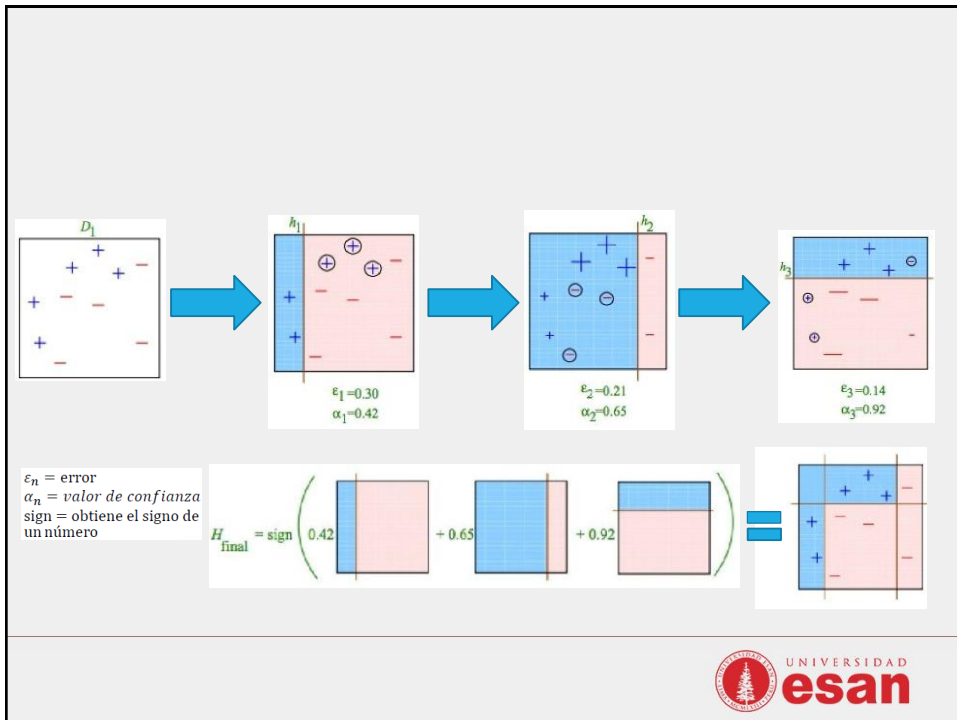 D1
h1
h2
h3
ε1=0.30
α1=0.42
ε2=0.21
α2=0.65
ε3=0.14
α3=0.92
εn = error
αn = valor de confianza
sign = obtiene el signo de
un número
Hfinal = sign ( 0.42 + 0.65 + 0.92 )
UNIVERSIDAD
esan